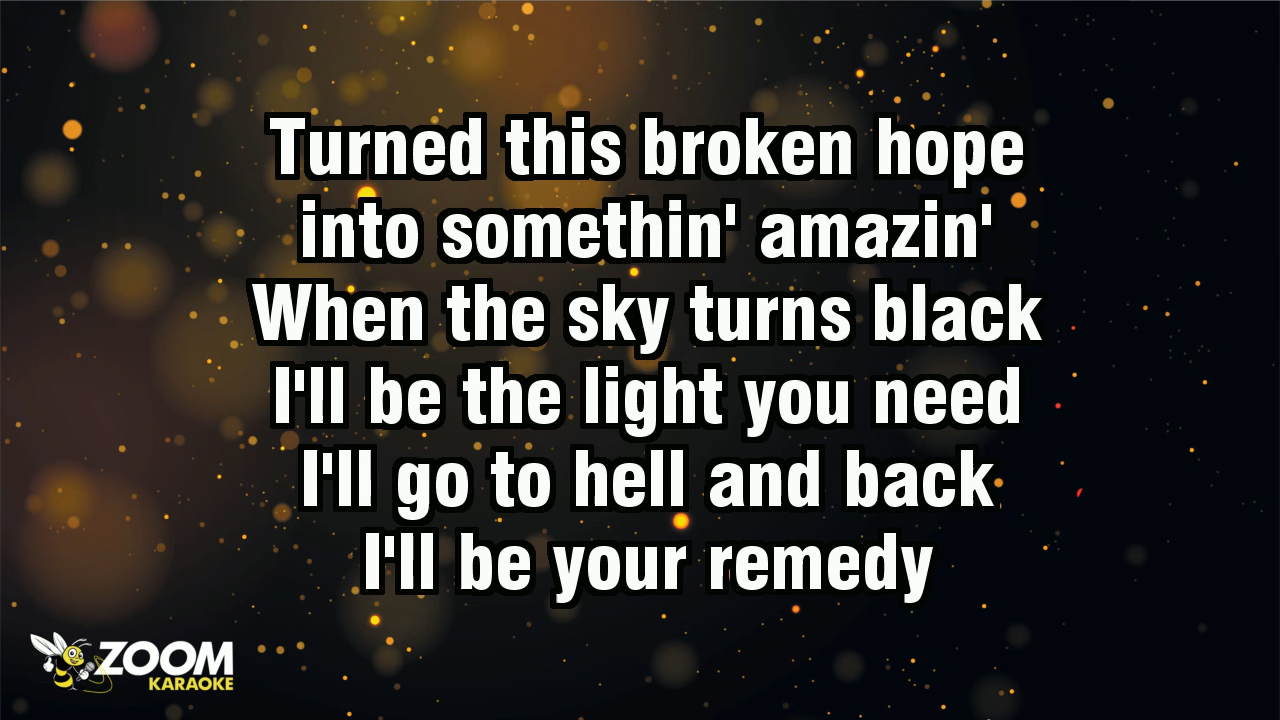 Turned this broken hope
into somethin' amazin'
When the sky turns black
I'll be the light you need
I'll go to hell and back
I'll be your remedy
ZOOM
KARAOKE